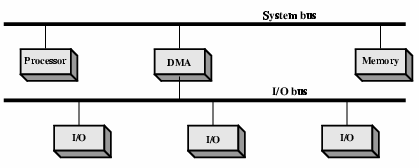 System bus
Processor
DMA
Memory
I/O bus
I/O
I/O
I/O